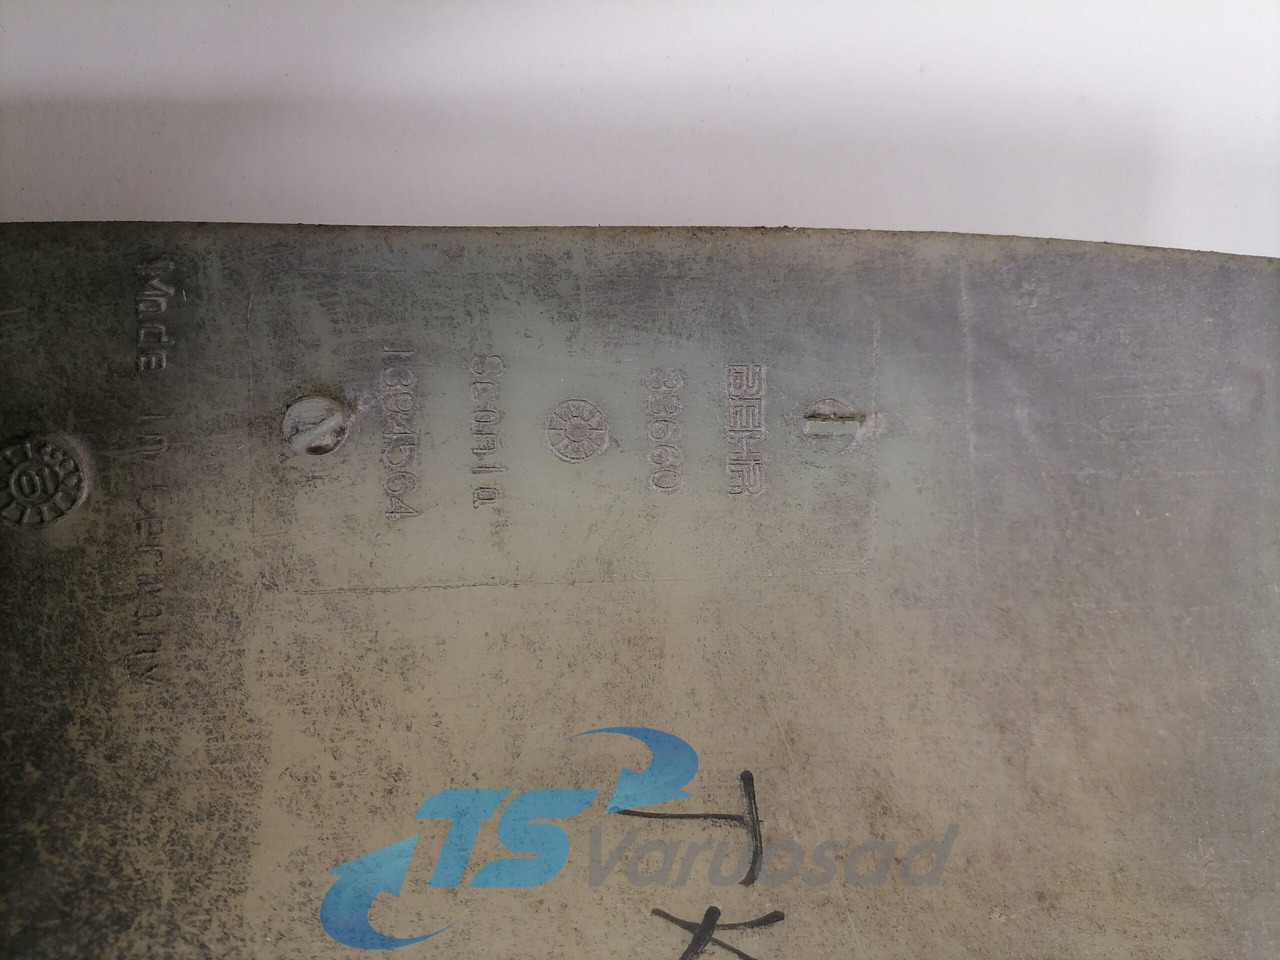 BEHR
33660
Scania
1394564
Made in Germany
TS Varuosad